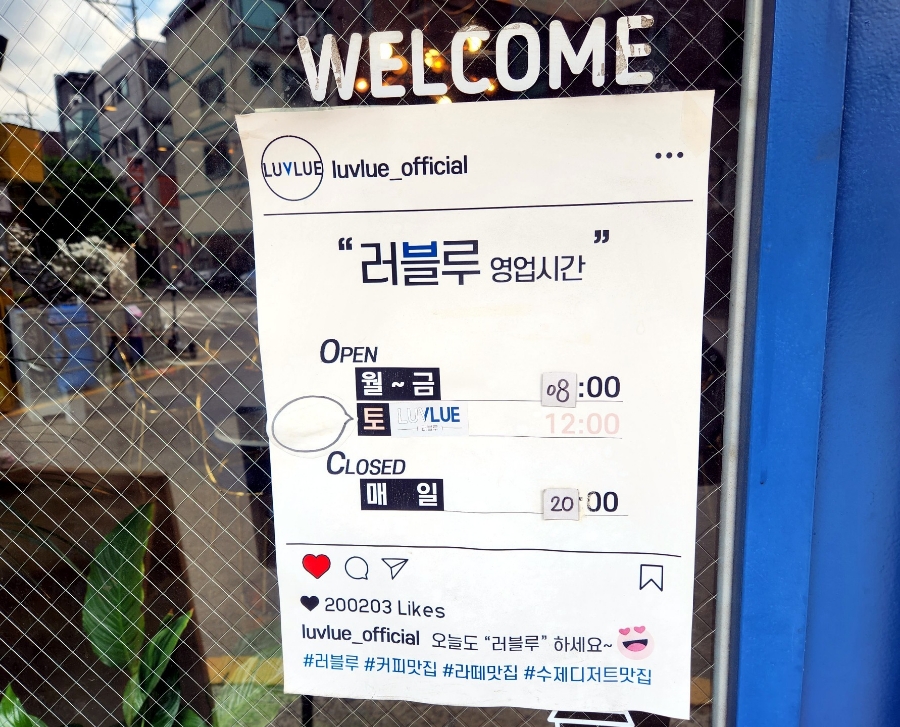 WELCOME
LUVLUE luvlue_official
“러블루 영업시간”
OPEN
월 ~ 금 08:00
토 LUVLUE 12:00
CLOSED
매 일 20:00
200203 Likes
luvlue_official 오늘도 “러블루” 하세요~
#러블루 #커피맛집 #라떼맛집 #수제디저트맛집